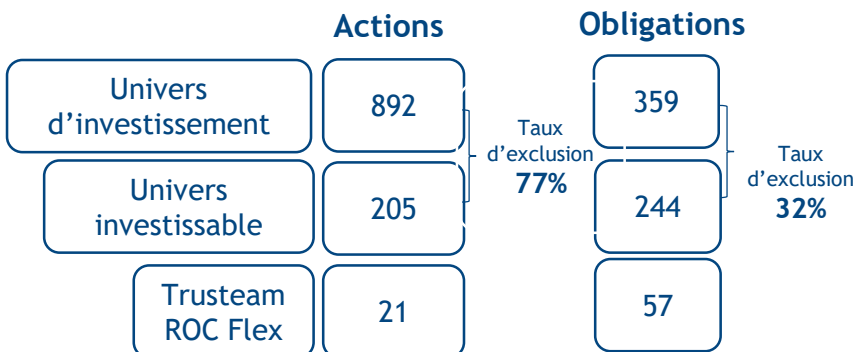 Actions
Obligations
Univers
d'investissement
892
359
Taux
d'exclusion
77%
Taux
d'exclusion
32%
Univers
investissable
205
244
Trusteam
ROC Flex
21
57